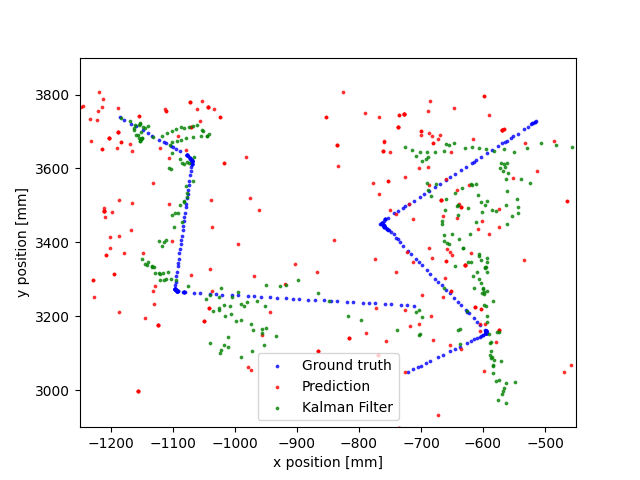 3800
3600
3400
3200
3000
y position [mm]
Ground truth
Prediction
Kalman Filter
−1200 −1100 −1000 −900 −800 −700 −600 −500
x position [mm]